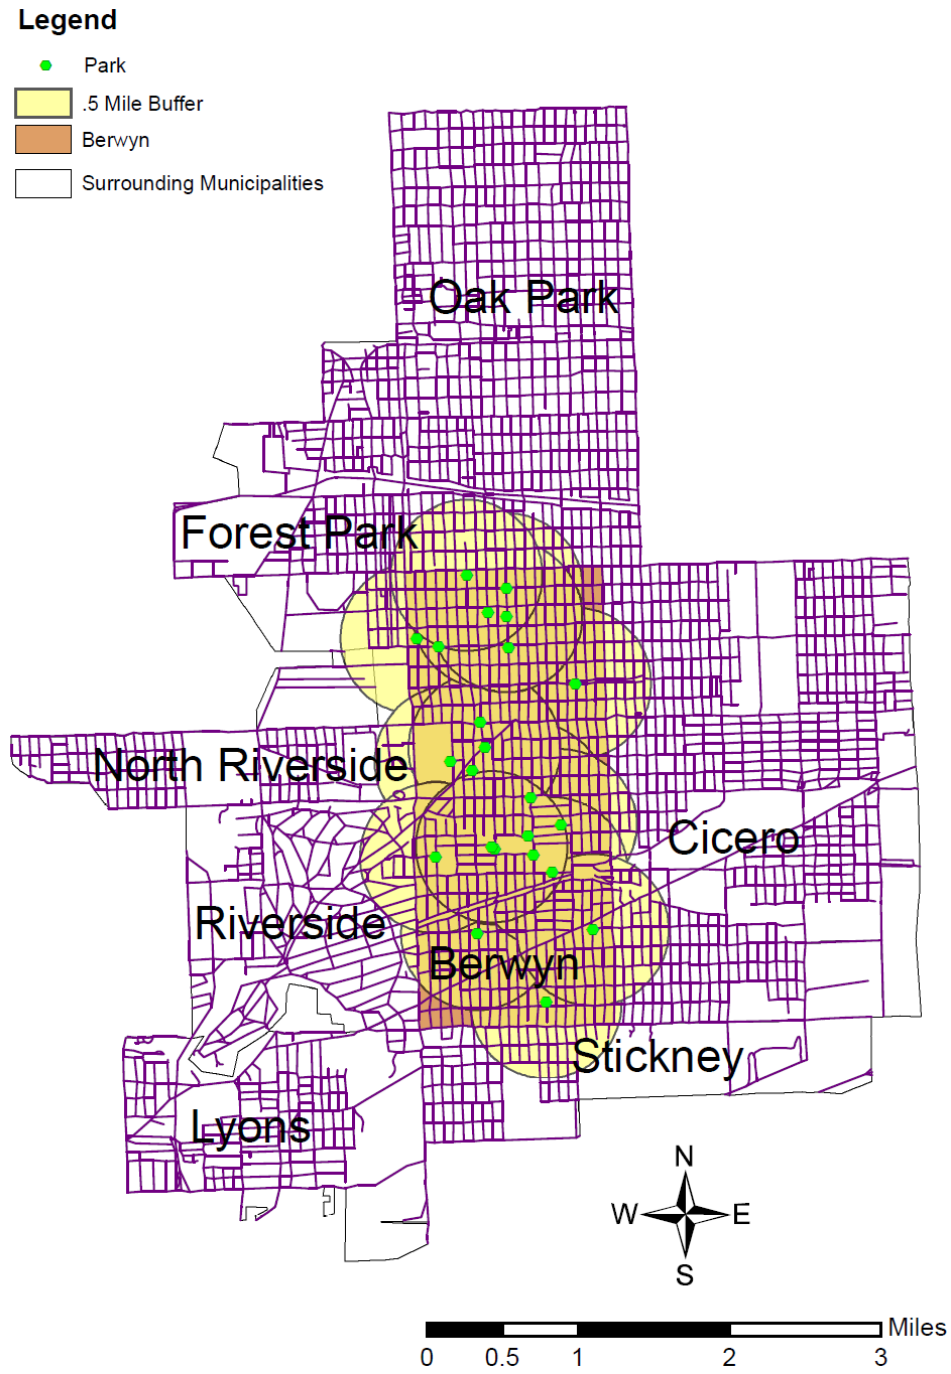 Legend
Park
.5 Mile Buffer
Berwyn
Surrounding Municipalities
Oak Park
Forest Park
North Riverside
Cicero
Riverside
Berwyn
Stickney
Lyons
N
W E
S
Miles
0 0.5 1 2 3